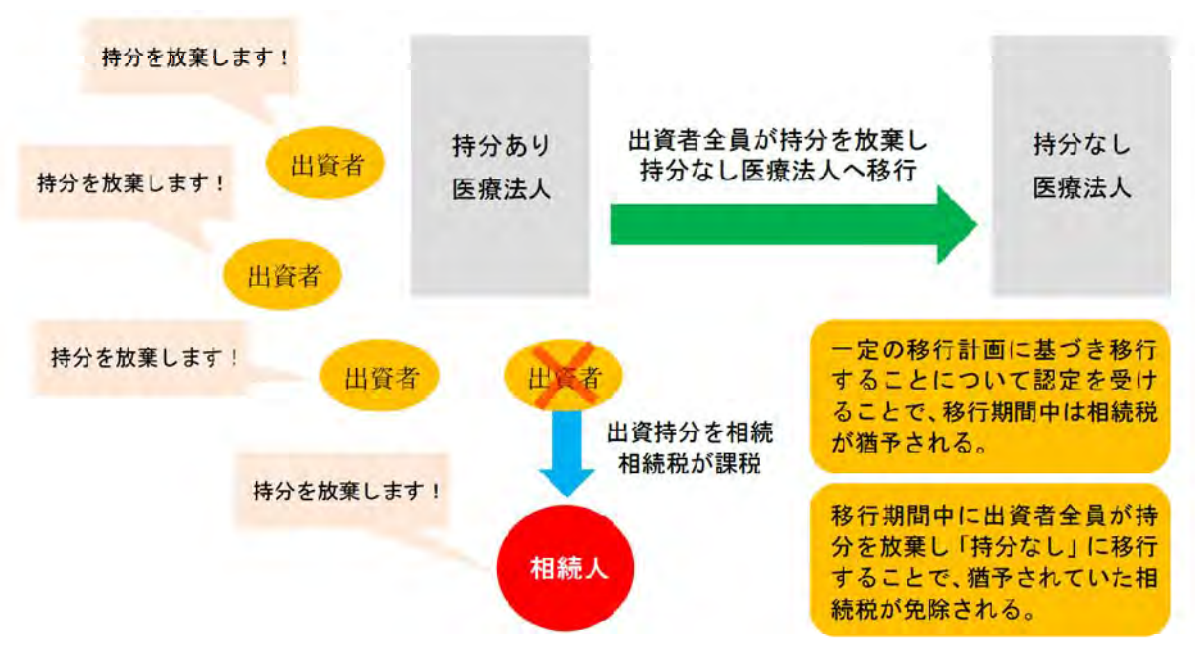 持分を放棄します！
出資者
持分あり
医療法人
出資者全員が持分を放棄し
持分なし医療法人へ移行
持分なし
医療法人
持分を放棄します！
出資者
持分を放棄します！
出資者
出資者
出資持分を相続
相続税が課税
持分を放棄します！
相続人
一定の移行計画に基づき移行
することについて認定を受け
ることで、移行期間中は相続税
が猶予される。
移行期間中に出資者全員が持
分を放棄し「持分なし」に移行
することで、猶予されていた相
続税が免除される。